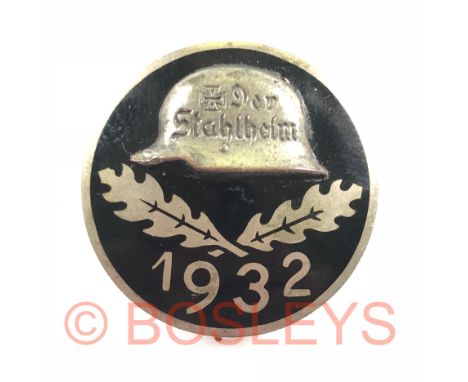 Der
Stahlhelm
1932
© BOSLEYS